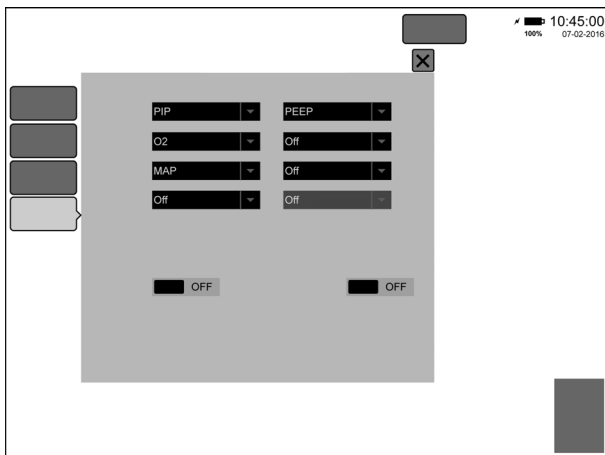 10:45:00
100% 07-02-2016
PIP PEEP
O2 Off
MAP Off
Off Off
OFF OFF